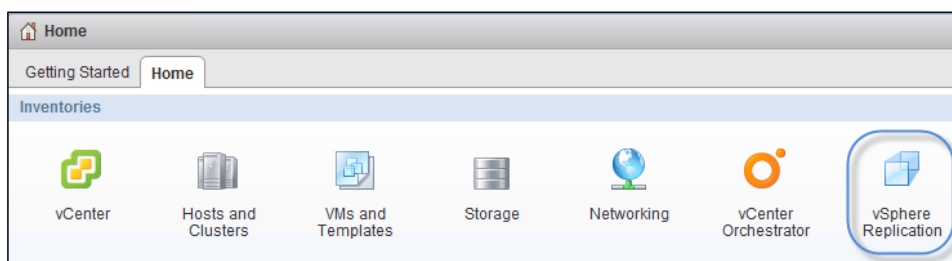 Home
Getting Started Home
Inventories
vCenter Hosts and Clusters VMs and Templates Storage Networking vCenter Orchestrator vSphere Replication